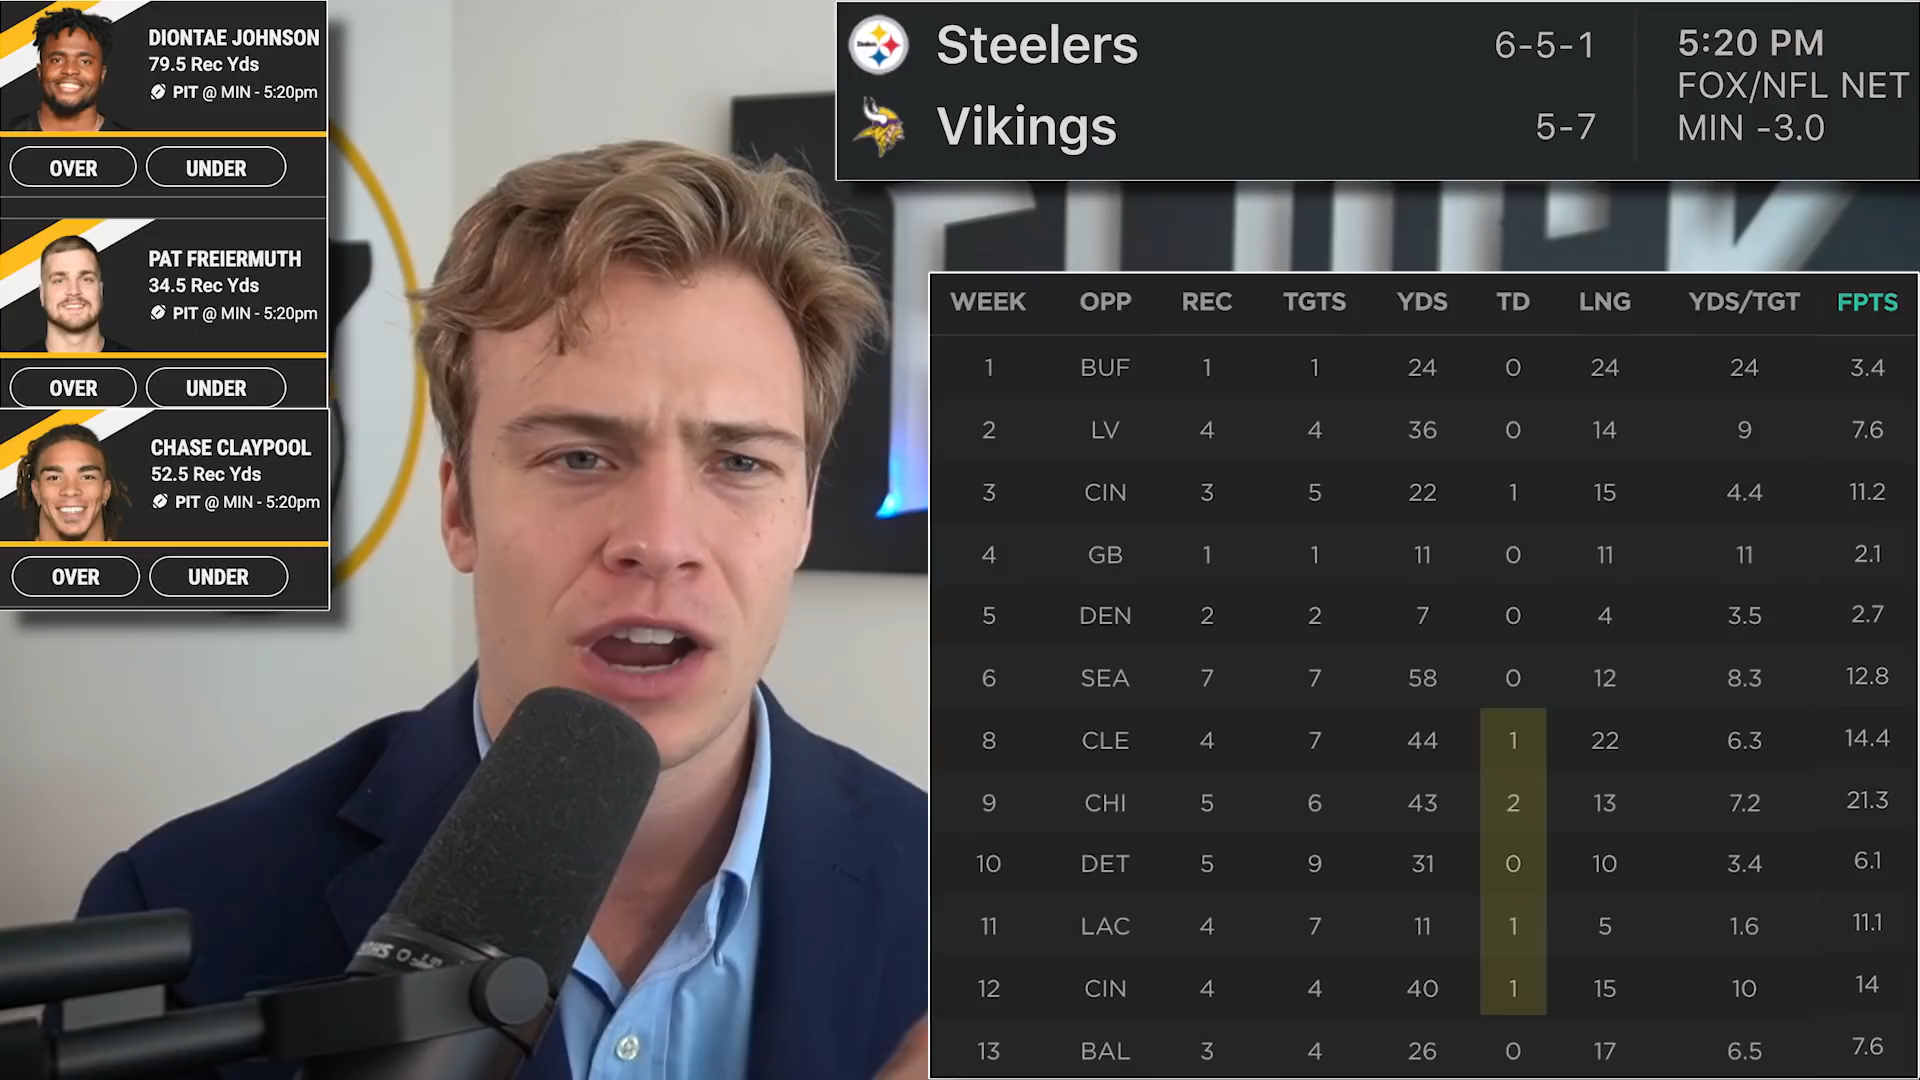 DIONTAE JOHNSON
79.5 Rec Yds
PIT @ MIN - 5:20pm
OVER UNDER
PAT FREIERMUTH
34.5 Rec Yds
PIT @ MIN - 5:20pm
OVER UNDER
CHASE CLAYPOOL
52.5 Rec Yds
PIT @ MIN - 5:20pm
OVER UNDER
Steelers 6-5-1
Vikings 5-7
5:20 PM
FOX/NFL NET
MIN -3.0
WEEK OPP REC TGTS YDS TD LNG YDS/TGT FPTS
1 BUF 1 1 24 0 24 24 3.4
2 LV 4 4 36 0 14 9 7.6
3 CIN 3 5 22 1 15 4.4 11.2
4 GB 1 1 11 0 11 11 2.1
5 DEN 2 2 7 0 4 3.5 2.7
6 SEA 7 7 58 0 12 8.3 12.8
8 CLE 4 7 44 1 22 6.3 14.4
9 CHI 5 6 43 2 13 7.2 21.3
10 DET 5 9 31 0 10 3.4 6.1
11 LAC 4 7 11 1 5 1.6 11.1
12 CIN 4 4 40 1 15 10 14
13 BAL 3 4 26 0 17 6.5 7.6